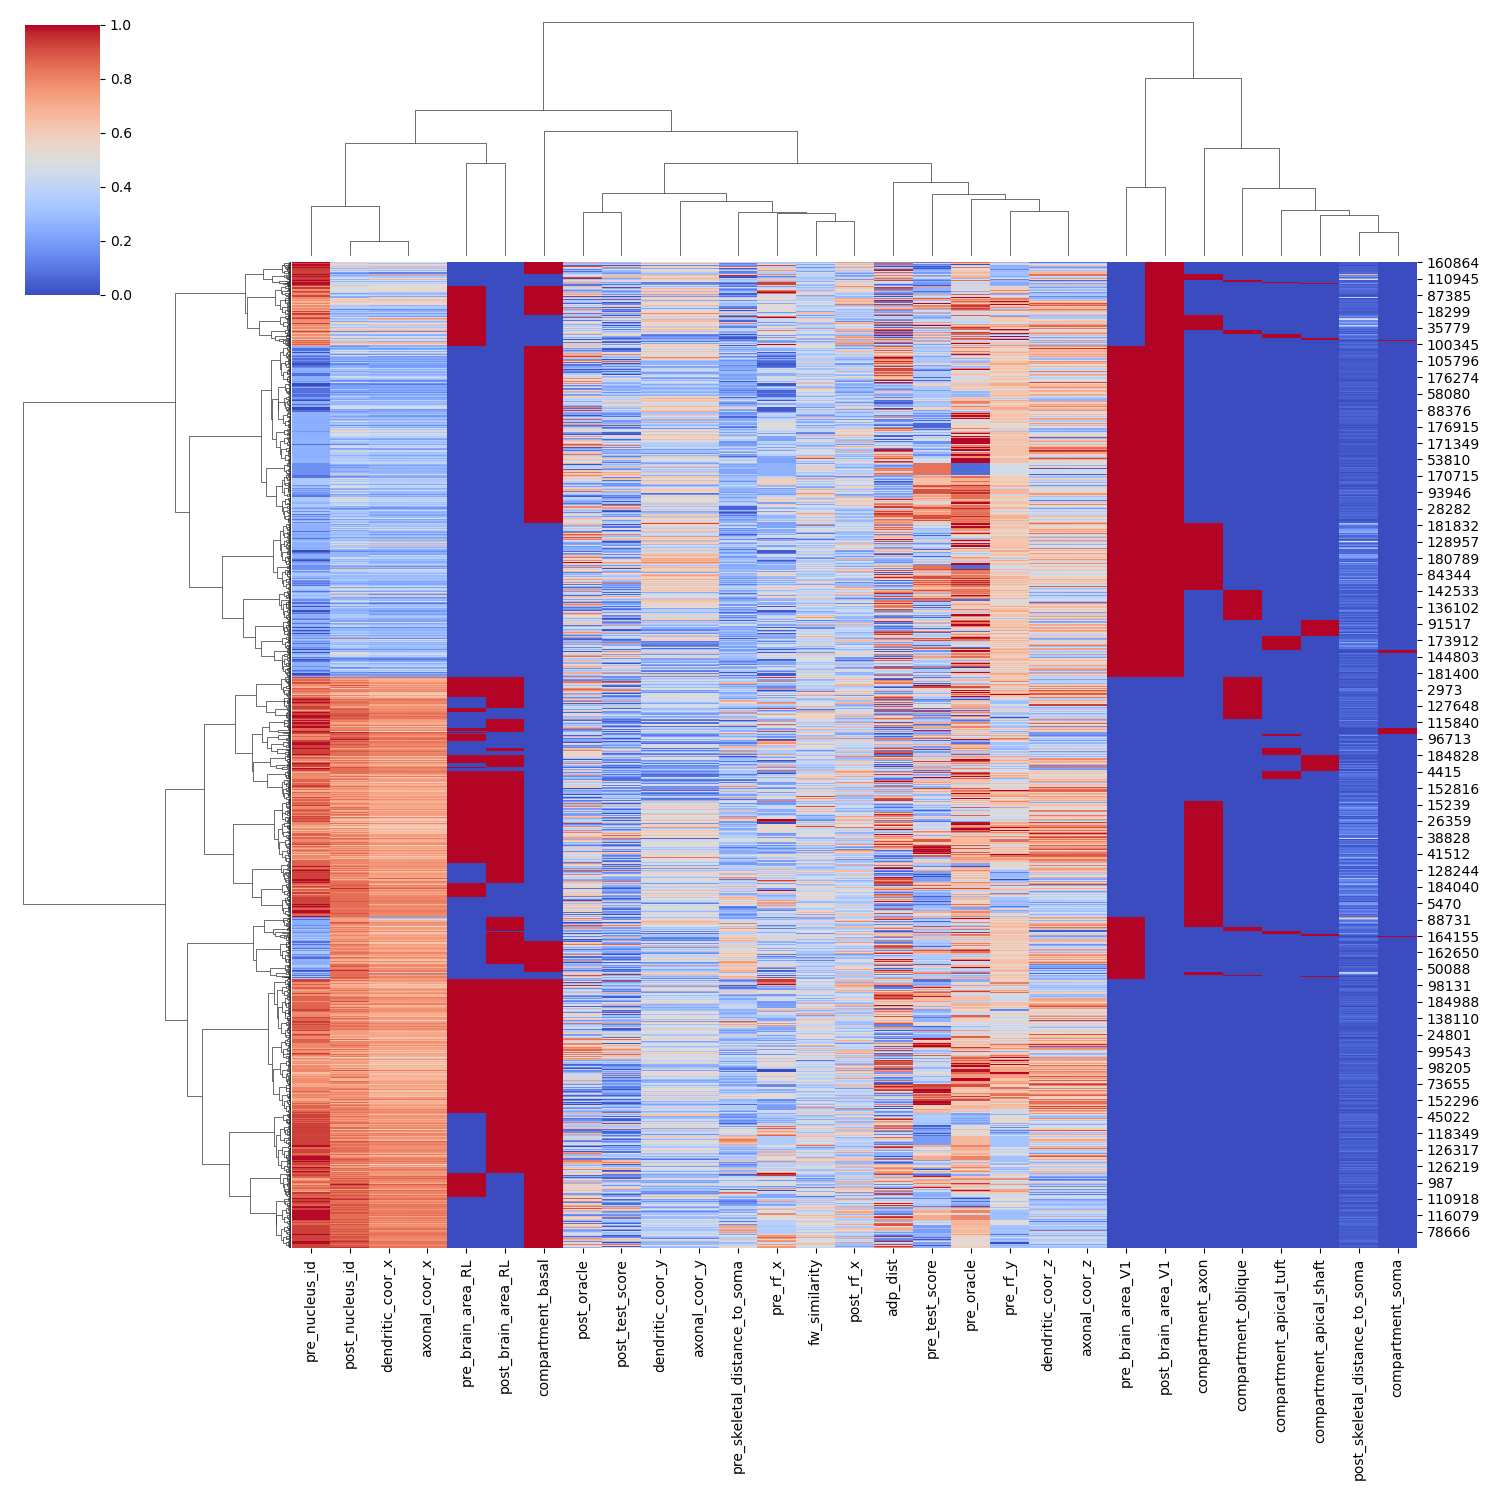 1.0
0.8
0.6
0.4
0.2
0.0
160864
110945
87385
18299
35779
100345
105796
176274
58080
88376
176915
171349
53810
170715
93946
28282
181832
128957
180789
84344
142533
136102
91517
173912
144803
181400
2973
127648
115840
96713
184828
4415
152816
15239
26359
38828
41512
128244
184040
5470
88731
164155
162650
50088
98131
184988
138110
24801
99543
98205
73655
152296
45022
118349
126317
126219
987
110918
116079
78666
pre_nucleus_id
post_nucleus_id
dendritic_coor_x
axonal_coor_x
pre_brain_area_RL
post_brain_area_RL
compartment_basal
post_oracle
post_test_score
dendritic_coor_y
axonal_coor_y
pre_skeletal_distance_to_soma
pre_rf_x
fw_similarity
post_rf_x
adp_dist
pre_test_score
pre_oracle
pre_rf_y
dendritic_coor_z
axonal_coor_z
pre_brain_area_V1
post_brain_area_V1
compartment_axon
compartment_oblique
compartment_apical_tuft
compartment_apical_shaft
post_skeletal_distance_to_soma
compartment_soma